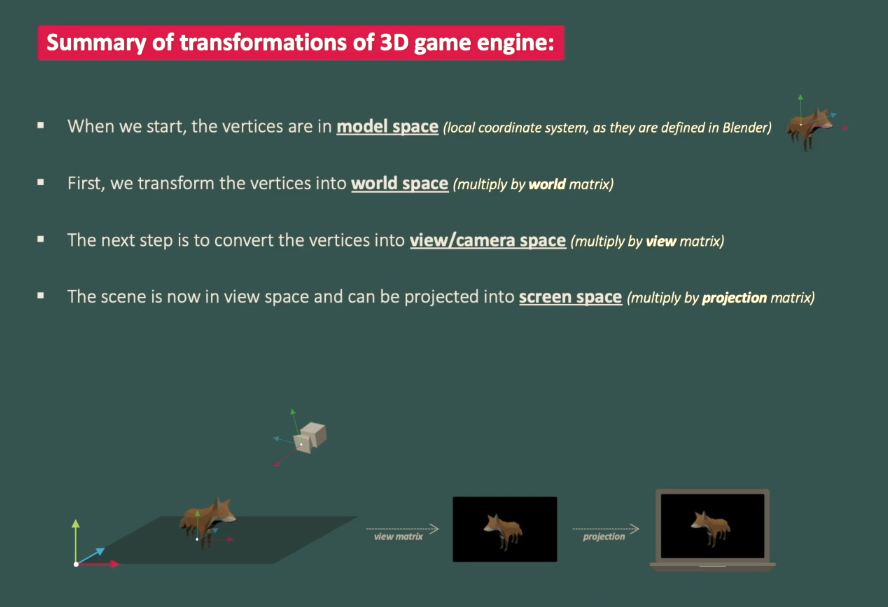 Summary of transformations of 3D game engine:
▪ When we start, the vertices are in model space (local coordinate system, as they are defined in Blender)
▪ First, we transform the vertices into world space (multiply by world matrix)
▪ The next step is to convert the vertices into view/camera space (multiply by view matrix)
▪ The scene is now in view space and can be projected into screen space (multiply by projection matrix)
view matrix
projection